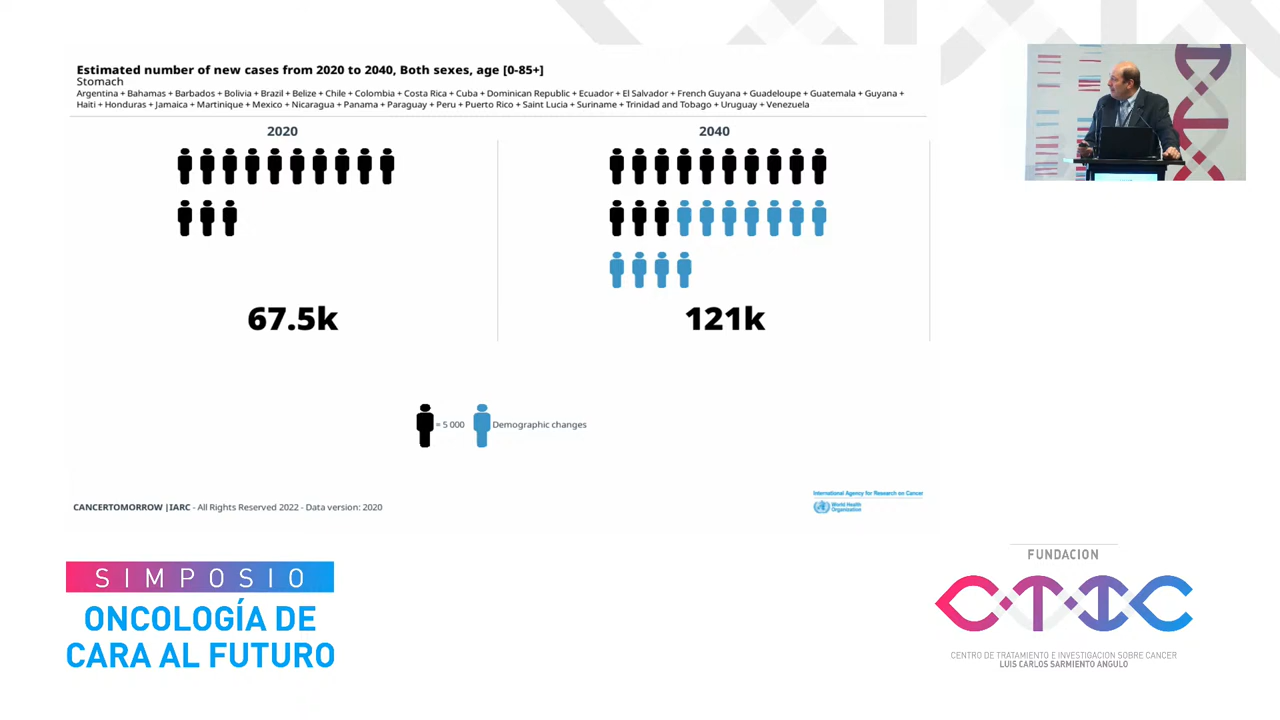 Estimated number of new cases from 2020 to 2040, Both sexes, age [0-85+]
Stomach
Argentina + Bahamas + Barbados + Bolivia + Brazil + Belize + Chile + Colombia + Costa Rica + Cuba + Dominican Republic + Ecuador + El Salvador + French Guyana + Guadeloupe + Guatemala + Guyana +
Haiti + Honduras + Jamaica + Martinique + Mexico + Nicaragua + Panama + Paraguay + Peru + Puerto Rico + Saint Lucia + Suriname + Trinidad and Tobago + Uruguay + Venezuela
2020
2040
67.5k
121k
= 5 000
Demographic changes
CANCERTOMORROW | IARC - All Rights Reserved 2022 - Data version: 2020
International Agency for Research on Cancer
World Health
Organization
SIMPOSIO
ONCOLOGÍA DE
CARA AL FUTURO
FUNDACION
CTIC
CENTRO DE TRATAMIENTO E INVESTIGACION SOBRE CANCER
LUIS CARLOS SARMIENTO ANGULO